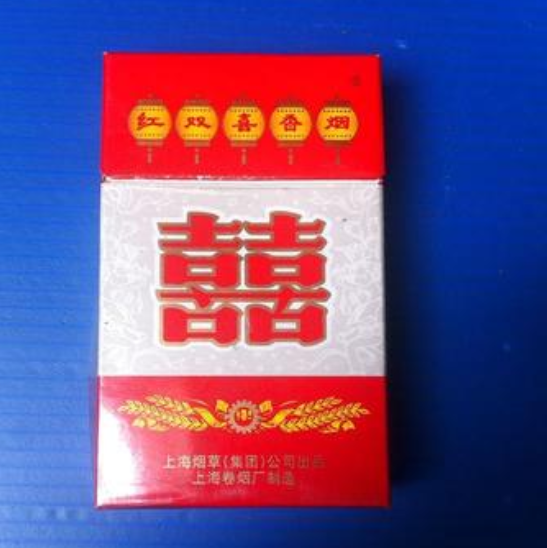 红双喜香烟
囍
上海烟草(集团)公司出品
上海卷烟厂制造